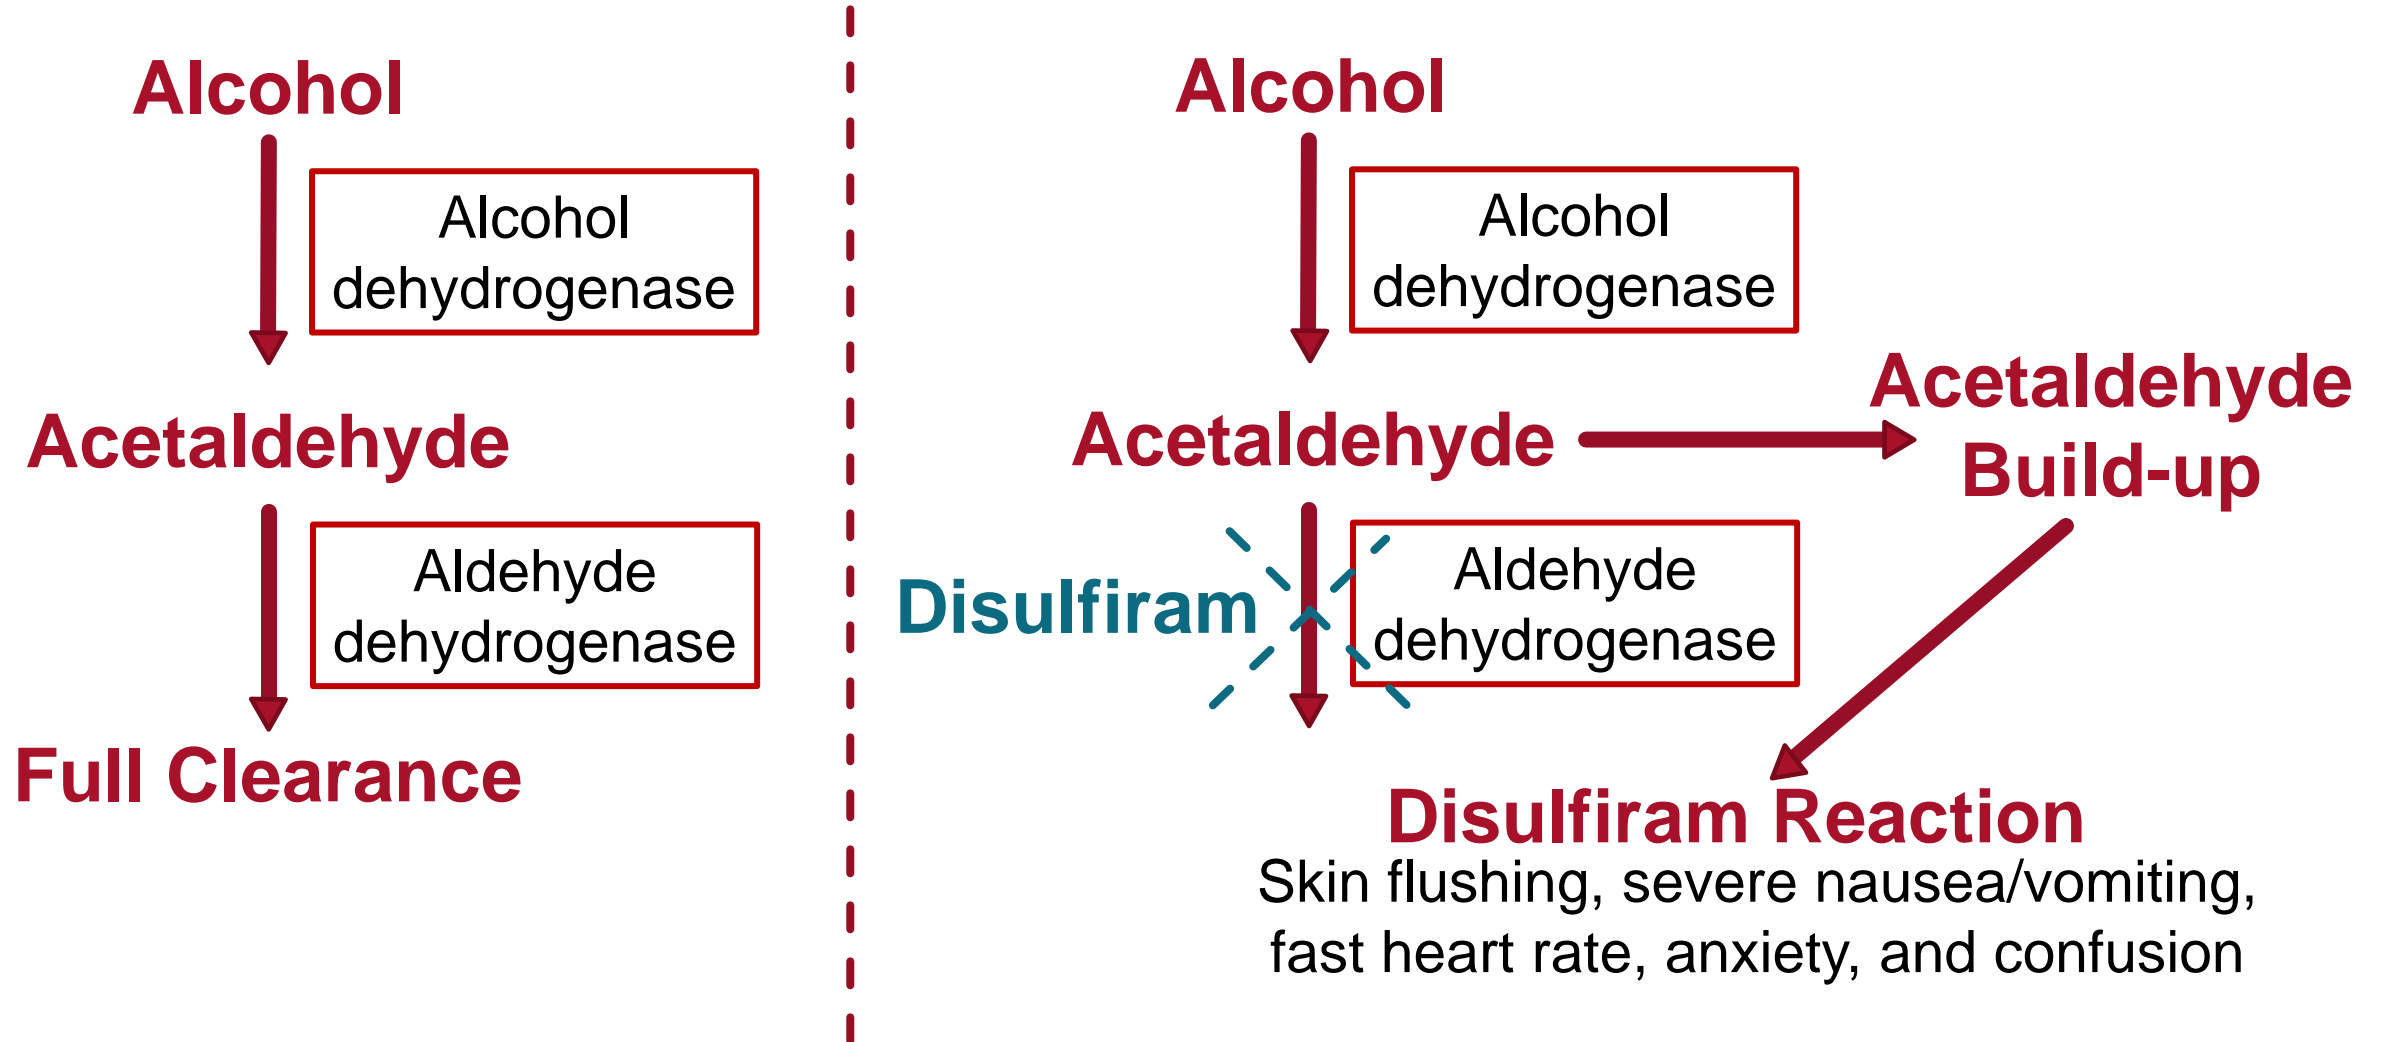 Alcohol
Alcohol
dehydrogenase
Acetaldehyde
Aldehyde
dehydrogenase
Full Clearance
Alcohol
Alcohol
dehydrogenase
Acetaldehyde
Acetaldehyde
Build-up
Disulfiram
Aldehyde
dehydrogenase
Disulfiram Reaction
Skin flushing, severe nausea/vomiting,
fast heart rate, anxiety, and confusion